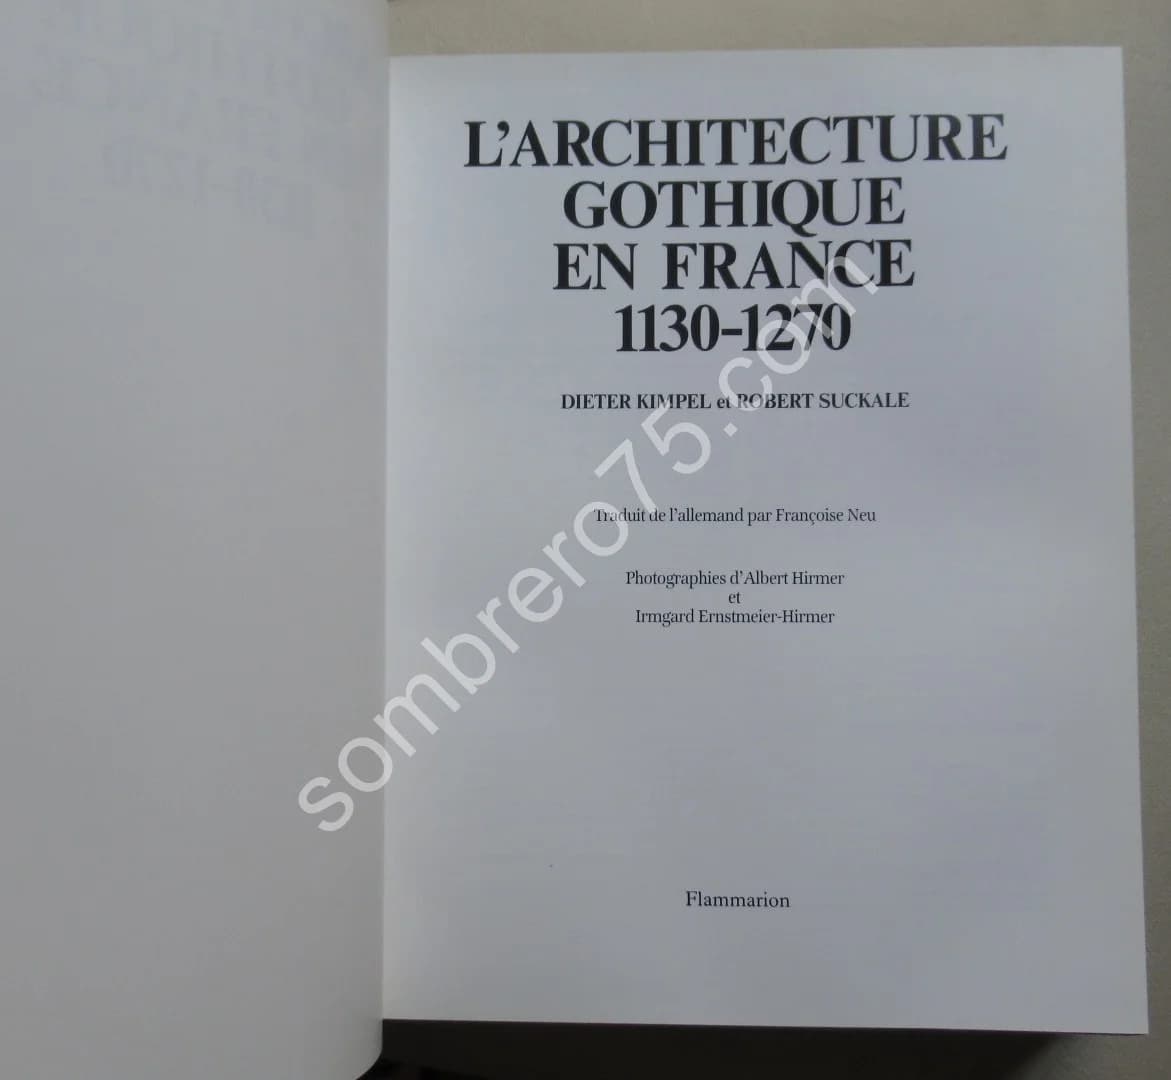 L'ARCHITECTURE
GOTHIQUE
EN FRANCE
1130-1270
DIETER KIMPEL et ROBERT SUCKALE
Traduit de l'allemand par Françoise Neu
Photographies d'Albert Hirmer
et
Irmgard Ernstmeier-Hirmer
Flammarion
sombrero75.com